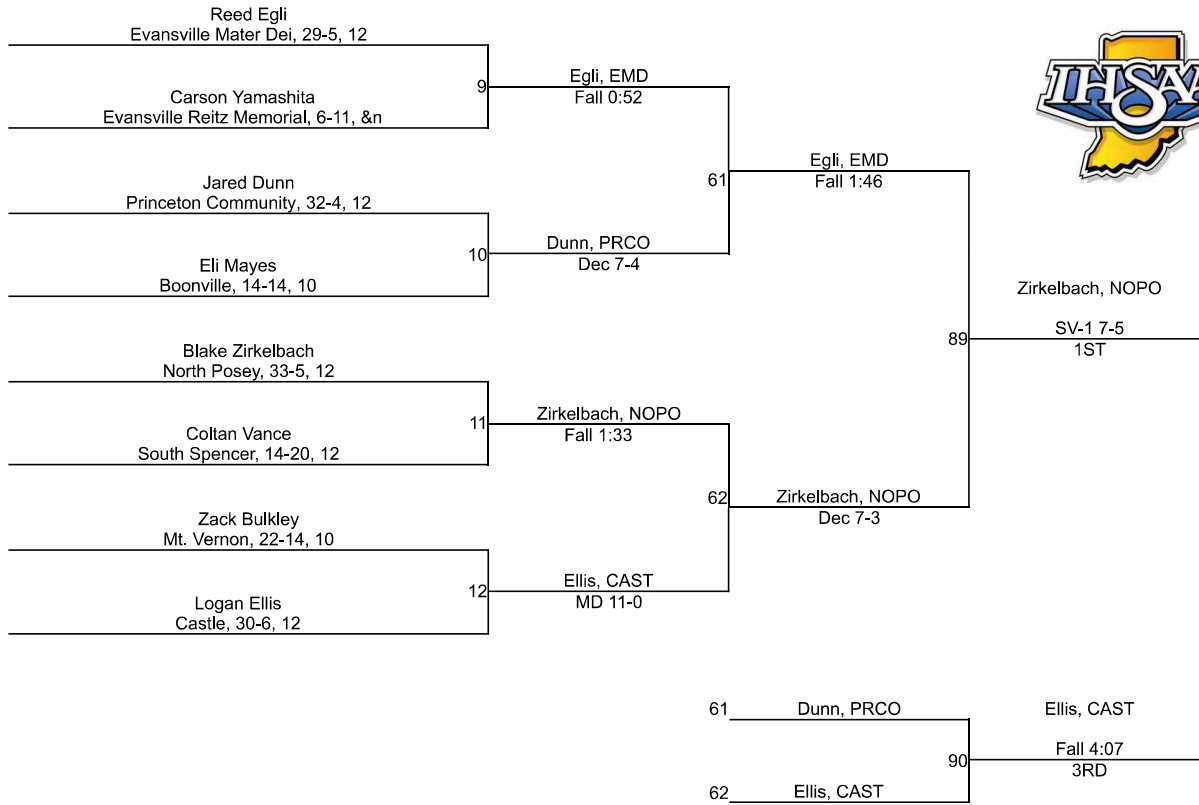 Reed Egli
Evansville Mater Dei, 29-5, 12
Carson Yamashita
Evansville Reitz Memorial, 6-11, &n
9
Egli, EMD
Fall 0:52
Jared Dunn
Princeton Community, 32-4, 12
Eli Mayes
Boonville, 14-14, 10
10
Dunn, PRCO
Dec 7-4
61
Egli, EMD
Fall 1:46
Blake Zirkelbach
North Posey, 33-5, 12
Coltan Vance
South Spencer, 14-20, 12
11
Zirkelbach, NOPO
Fall 1:33
Zack Bulkley
Mt. Vernon, 22-14, 10
Logan Ellis
Castle, 30-6, 12
12
Ellis, CAST
MD 11-0
62
Zirkelbach, NOPO
Dec 7-3
89
Zirkelbach, NOPO
SV-1 7-5
1ST
61
Dunn, PRCO
62
Ellis, CAST
90
Ellis, CAST
Fall 4:07
3RD
IHSAA